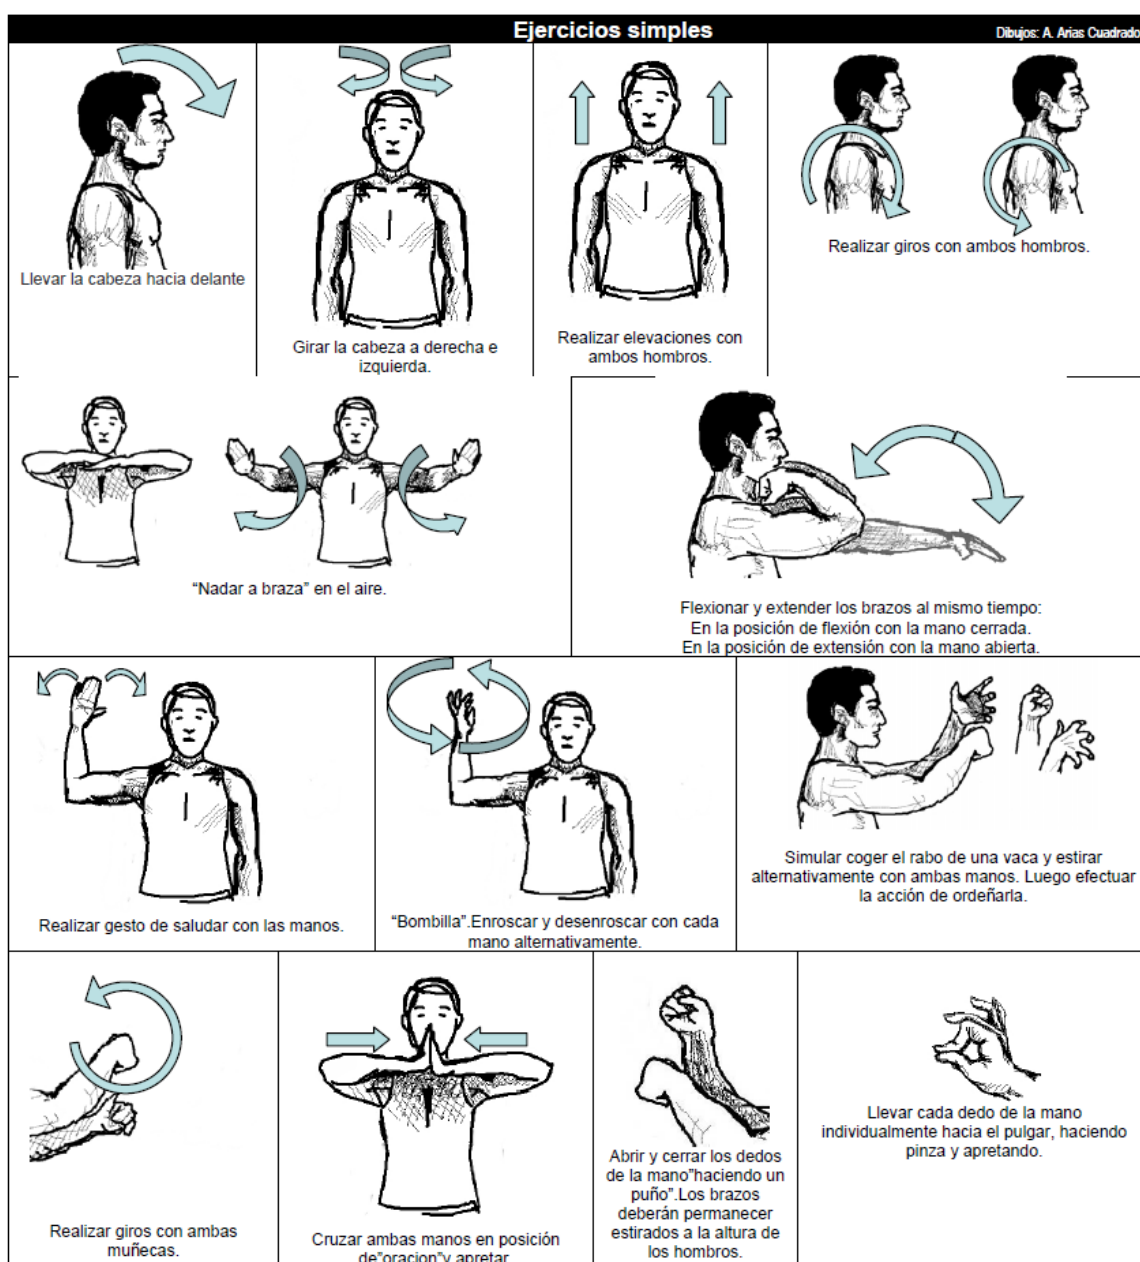 Ejercicios simples
Dibujos: A. Arias Cuadrado
Llevar la cabeza hacia delante
Girar la cabeza a derecha e
izquierda.
Realizar elevaciones con
ambos hombros.
Realizar giros con ambos hombros.
“Nadar a braza” en el aire.
Flexionar y extender los brazos al mismo tiempo:
En la posición de flexión con la mano cerrada.
En la posición de extensión con la mano abierta.
Realizar gesto de saludar con las manos.
“Bombilla”.Enroscar y desenroscar con cada
mano alternativamente.
Simular coger el rabo de una vaca y estirar
alternativamente con ambas manos. Luego efectuar
la acción de ordeñarla.
Realizar giros con ambas
muñecas.
Cruzar ambas manos en posición
de”oracion”y apretar
Abrir y cerrar los dedos
de la mano”haciendo un
puño”.Los brazos
deberán permanecer
estirados a la altura de
los hombros.
Llevar cada dedo de la mano
individualmente hacia el pulgar, haciendo
pinza y apretando.